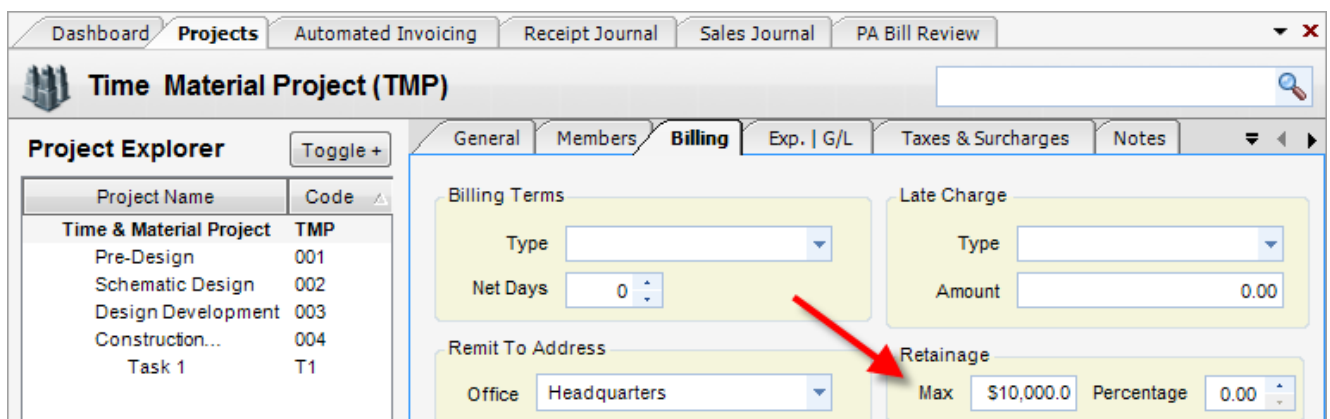 Dashboard Projects Automated Invoicing Receipt Journal Sales Journal PA Bill Review
Time Material Project (TMP)
Project Explorer Toggle +
General Members Billing Exp. | G/L Taxes & Surcharges Notes
Project Name Code
Time & Material Project TMP
Pre-Design 001
Schematic Design 002
Design Development 003
Construction... 004
Task 1 T1
Billing Terms Late Charge
Type Type
Net Days 0 Amount 0.00
Remit To Address Retainage
Office Headquarters Max $10,000.0 Percentage 0.00